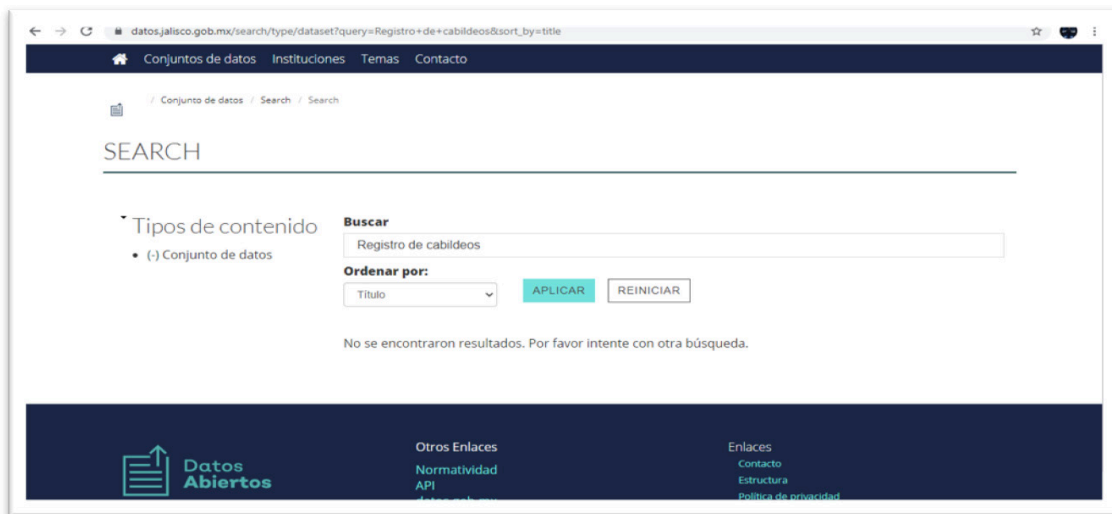 datos.jalisco.gob.mx/search/type/dataset?query=Registro+de+cabildeos&sort_by=title
Conjuntos de datos Instituciones Temas Contacto
/ Conjunto de datos / Search / Search
SEARCH
Tipos de contenido
• (-) Conjunto de datos
Buscar
Registro de cabildeos
Ordenar por:
Título
APLICAR
REINICIAR
No se encontraron resultados. Por favor intente con otra búsqueda.
Datos
Abiertos
Otros Enlaces
Normatividad
API
datos.gob.mx
Enlaces
Contacto
Estructura
Política de privacidad